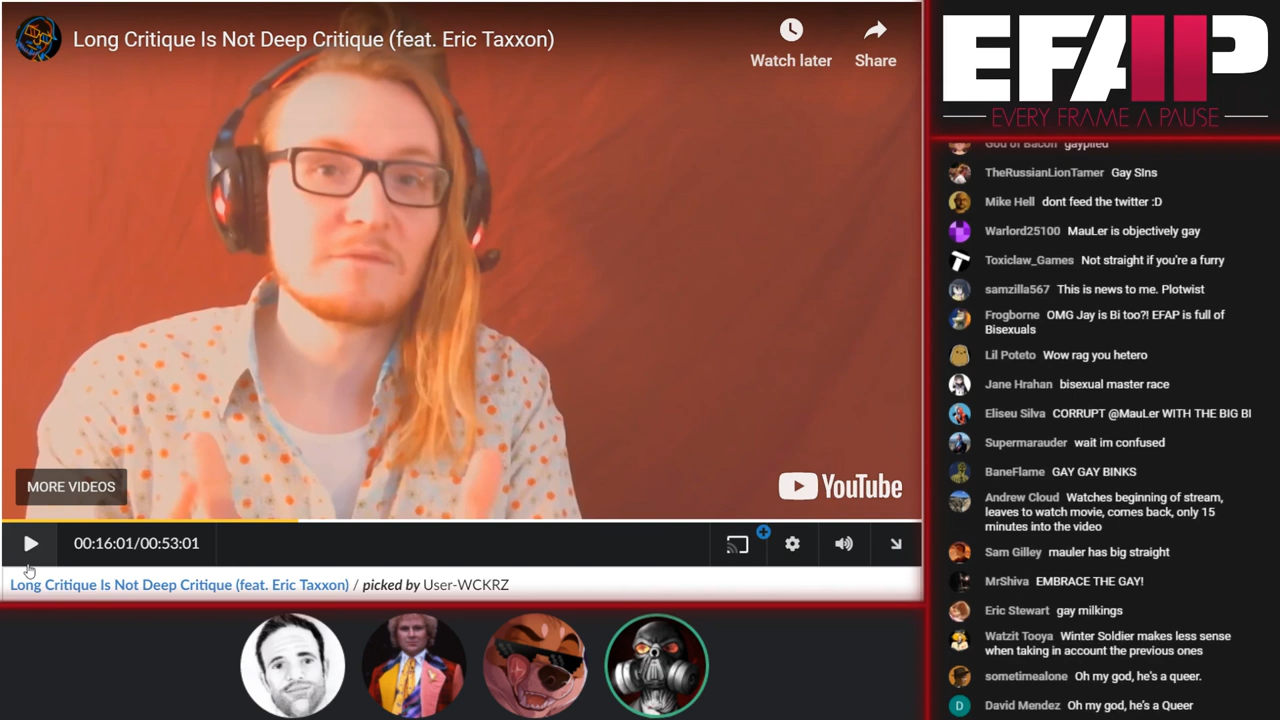 Long Critique Is Not Deep Critique (feat. Eric Taxxon)
Watch later
Share
MORE VIDEOS
YouTube
00:16:01/00:53:01
Long Critique Is Not Deep Critique (feat. Eric Taxxon) / picked by User-WCKRZ
EFAP
EVERY FRAME A PAUSE
God of Bacon gaypilled
TheRussianLionTamer Gay SIns
Mike Hell dont feed the twitter :D
Warlord25100 MauLer is objectively gay
Toxiclaw_Games Not straight if you're a furry
samzilla567 This is news to me. Plotwist
Frogborne OMG Jay is Bi too?! EFAP is full of
Bisexuals
Lil Poteto Wow rag you hetero
Jane Hrahan bisexual master race
Eliseu Silva CORRUPT @MauLer WITH THE BIG BI
Supermarauder wait im confused
BaneFlame GAY GAY BINKS
Andrew Cloud Watches beginning of stream,
leaves to watch movie, comes back, only 15
minutes into the video
Sam Gilley mauler has big straight
MrShiva EMBRACE THE GAY!
Eric Stewart gay milkings
Watzit Tooya Winter Soldier makes less sense
when taking in account the previous ones
sometimealone Oh my god, he's a queer.
D
David Mendez Oh my god, he's a Queer